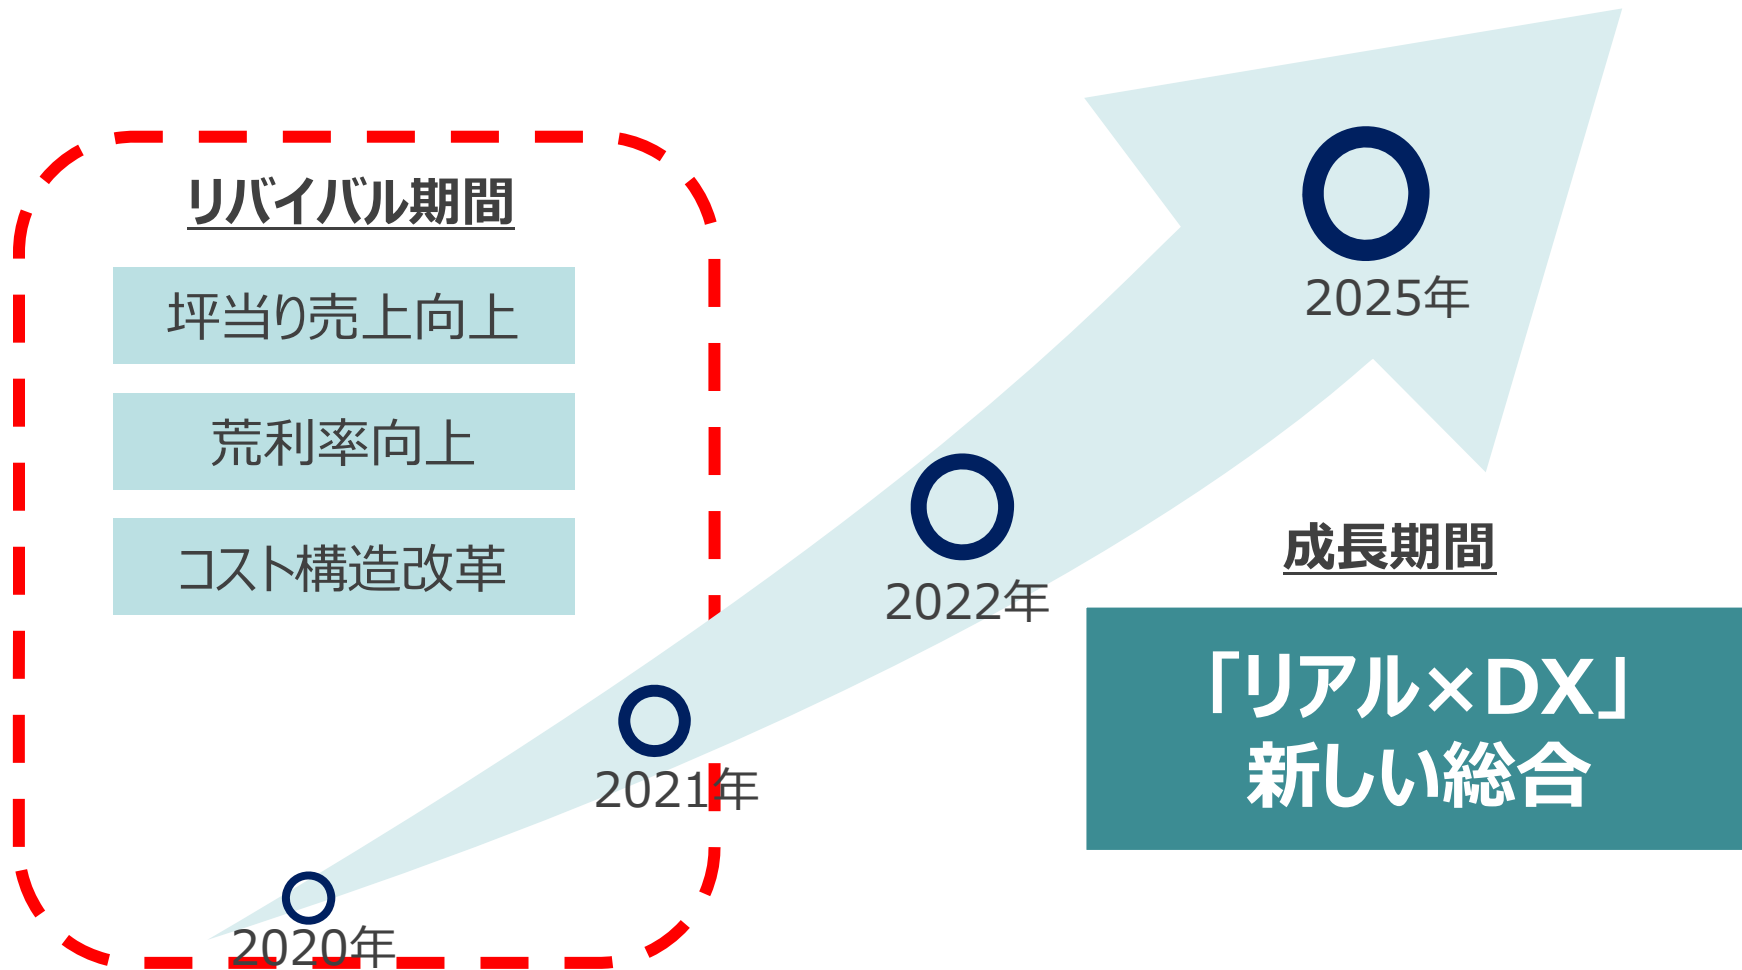 リバイバル期間
坪当り売上向上
荒利率向上
コスト構造改革
2020年
2021年
2022年
2025年
成長期間
「リアル×DX」
新しい総合